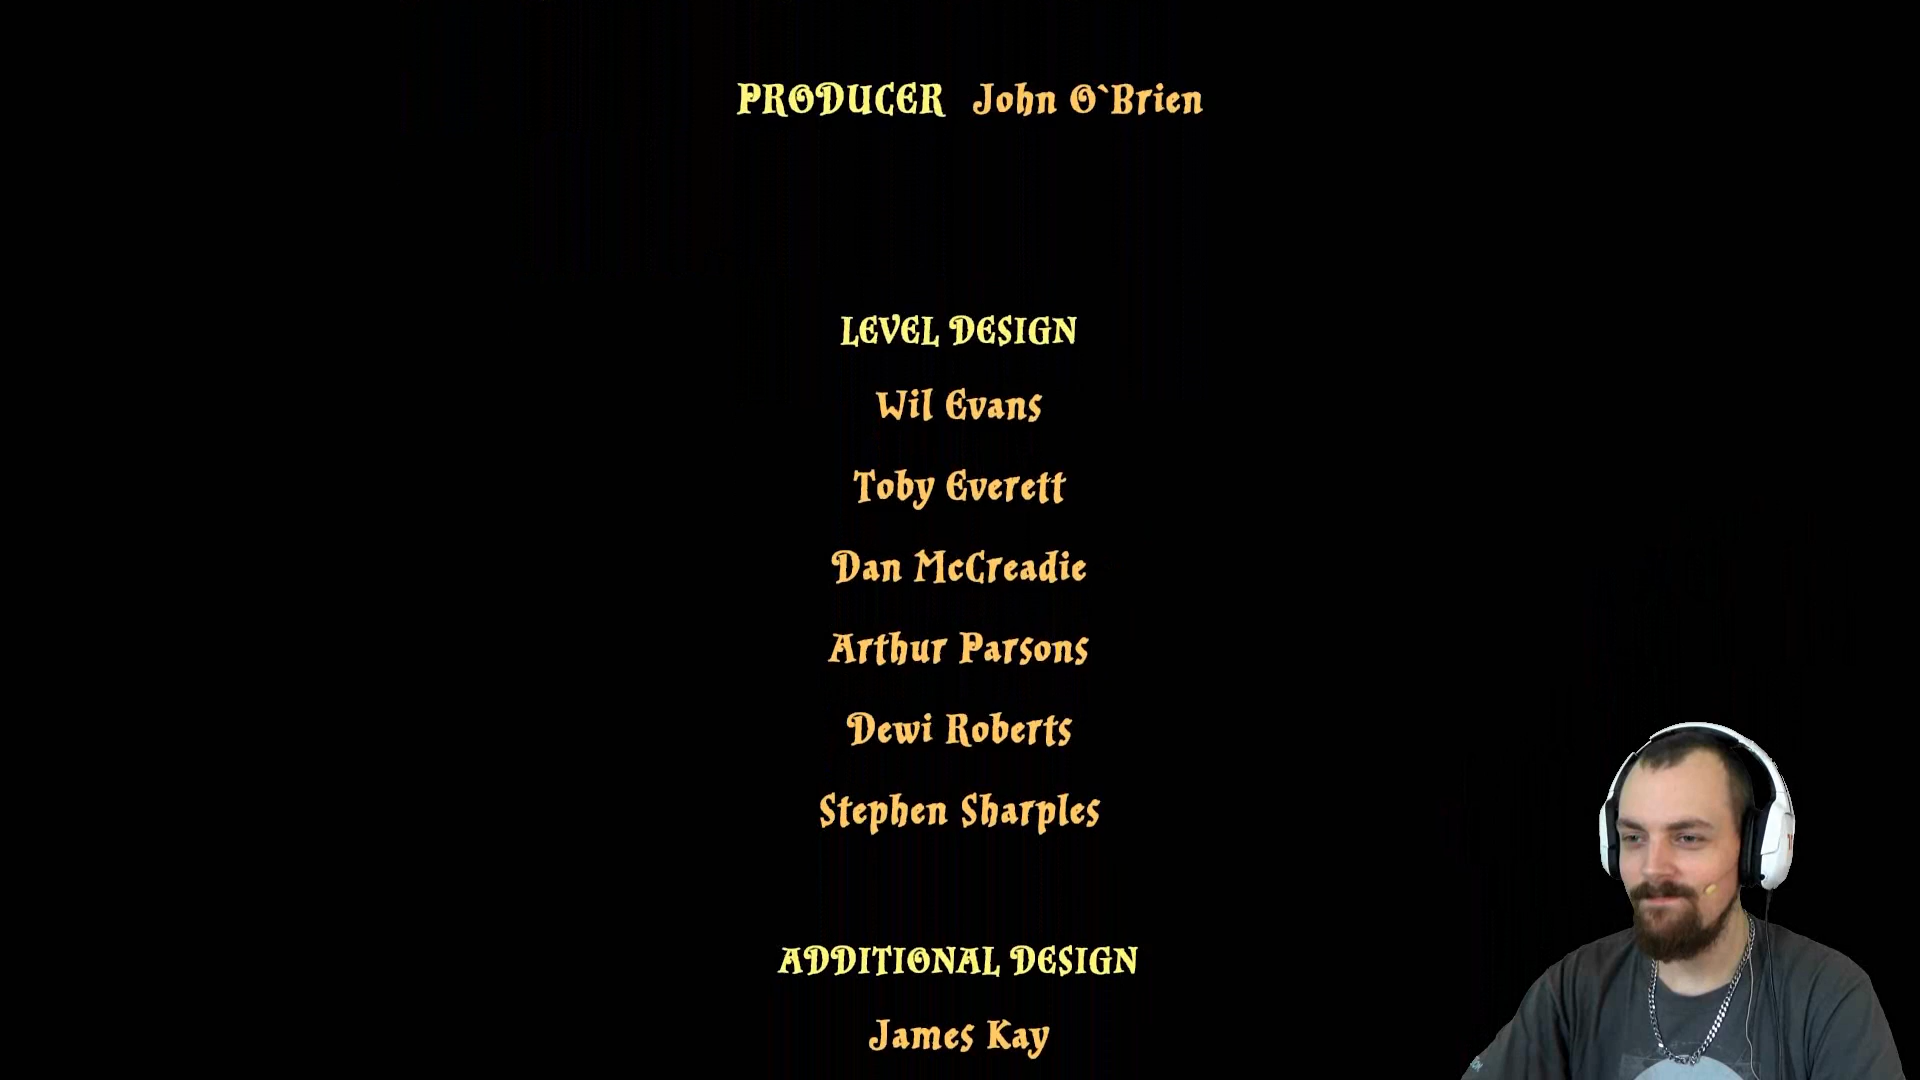 PRODUCER John O`Brien
LEVEL DESIGN
Wil Evans
Toby Everett
Dan McCreadie
Arthur Parsons
Dewi Roberts
Stephen Sharples
ADDITIONAL DESIGN
James Kay